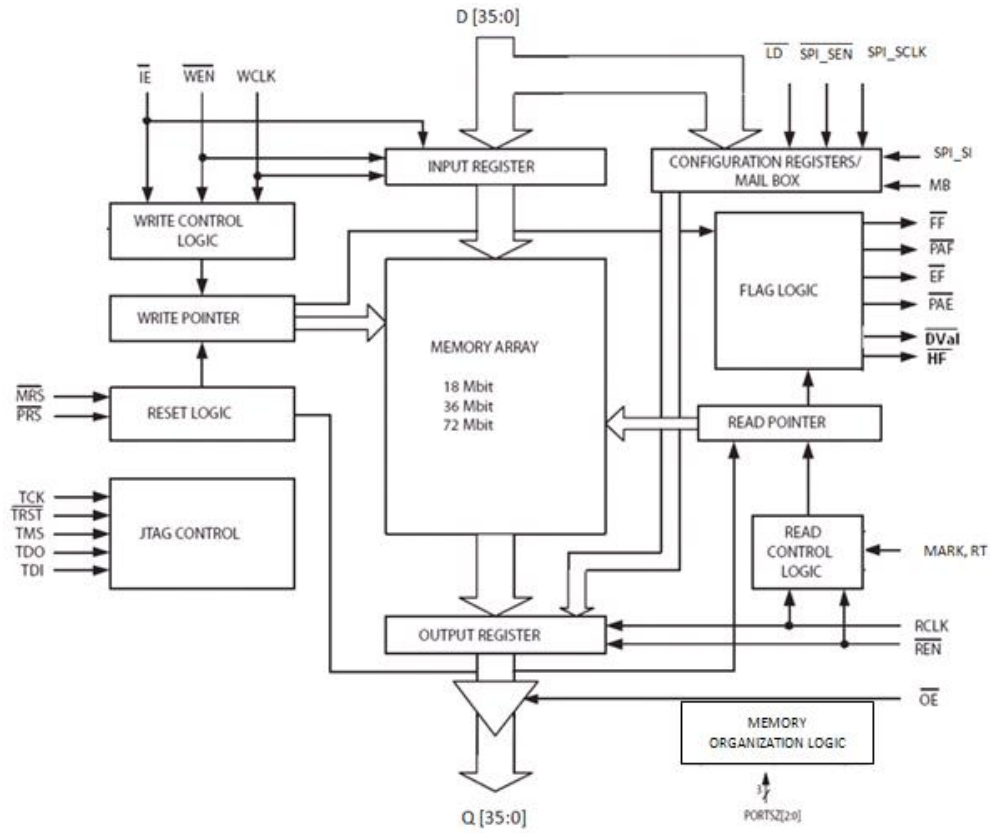 D [35:0]
LD SPI_SEN SPI_SCLK
IE WEN WCLK
INPUT REGISTER
CONFIGURATION REGISTERS/
MAIL BOX
SPI_SI
MB
WRITE CONTROL
LOGIC
FLAG LOGIC
FF
PAF
EF
PAE
DVal
HF
WRITE POINTER
MEMORY ARRAY
18 Mbit
36 Mbit
72 Mbit
MRS
PRS
RESET LOGIC
READ POINTER
TCK
TRST
TMS
TDO
TDI
JTAG CONTROL
READ
CONTROL
LOGIC
MARK, RT
OUTPUT REGISTER
RCLK
REN
OE
MEMORY
ORGANIZATION LOGIC
3
PORTSZ[2:0]
Q [35:0]